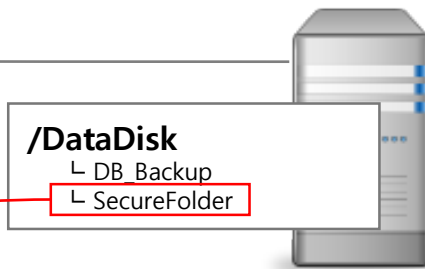 /DataDisk
└ DB_Backup
└ SecureFolder